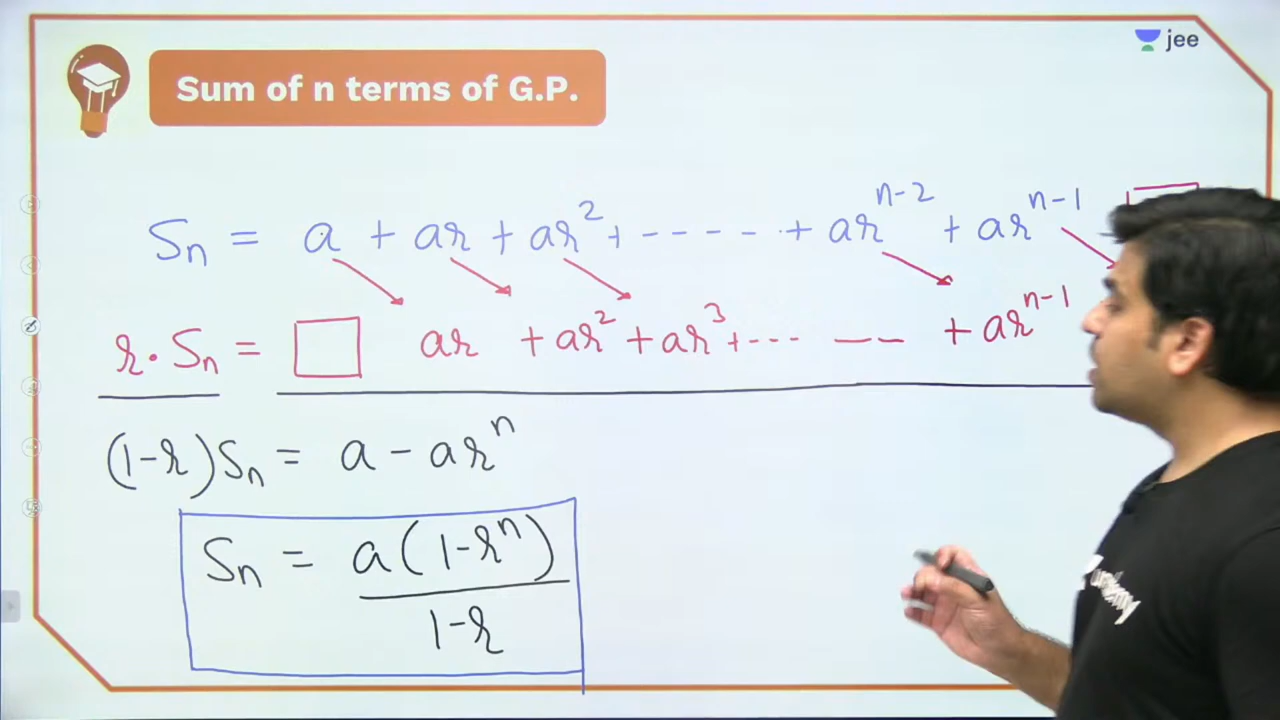 jee
Sum of n terms of G.P.
Sₙ = a + ar + ar² + ----- + arⁿ⁻² + arⁿ⁻¹
r·Sₙ = ar + ar² + ar³ + --- —— + arⁿ⁻¹
(1-r)Sₙ = a - arⁿ
Sₙ = a(1-rⁿ)
1-r